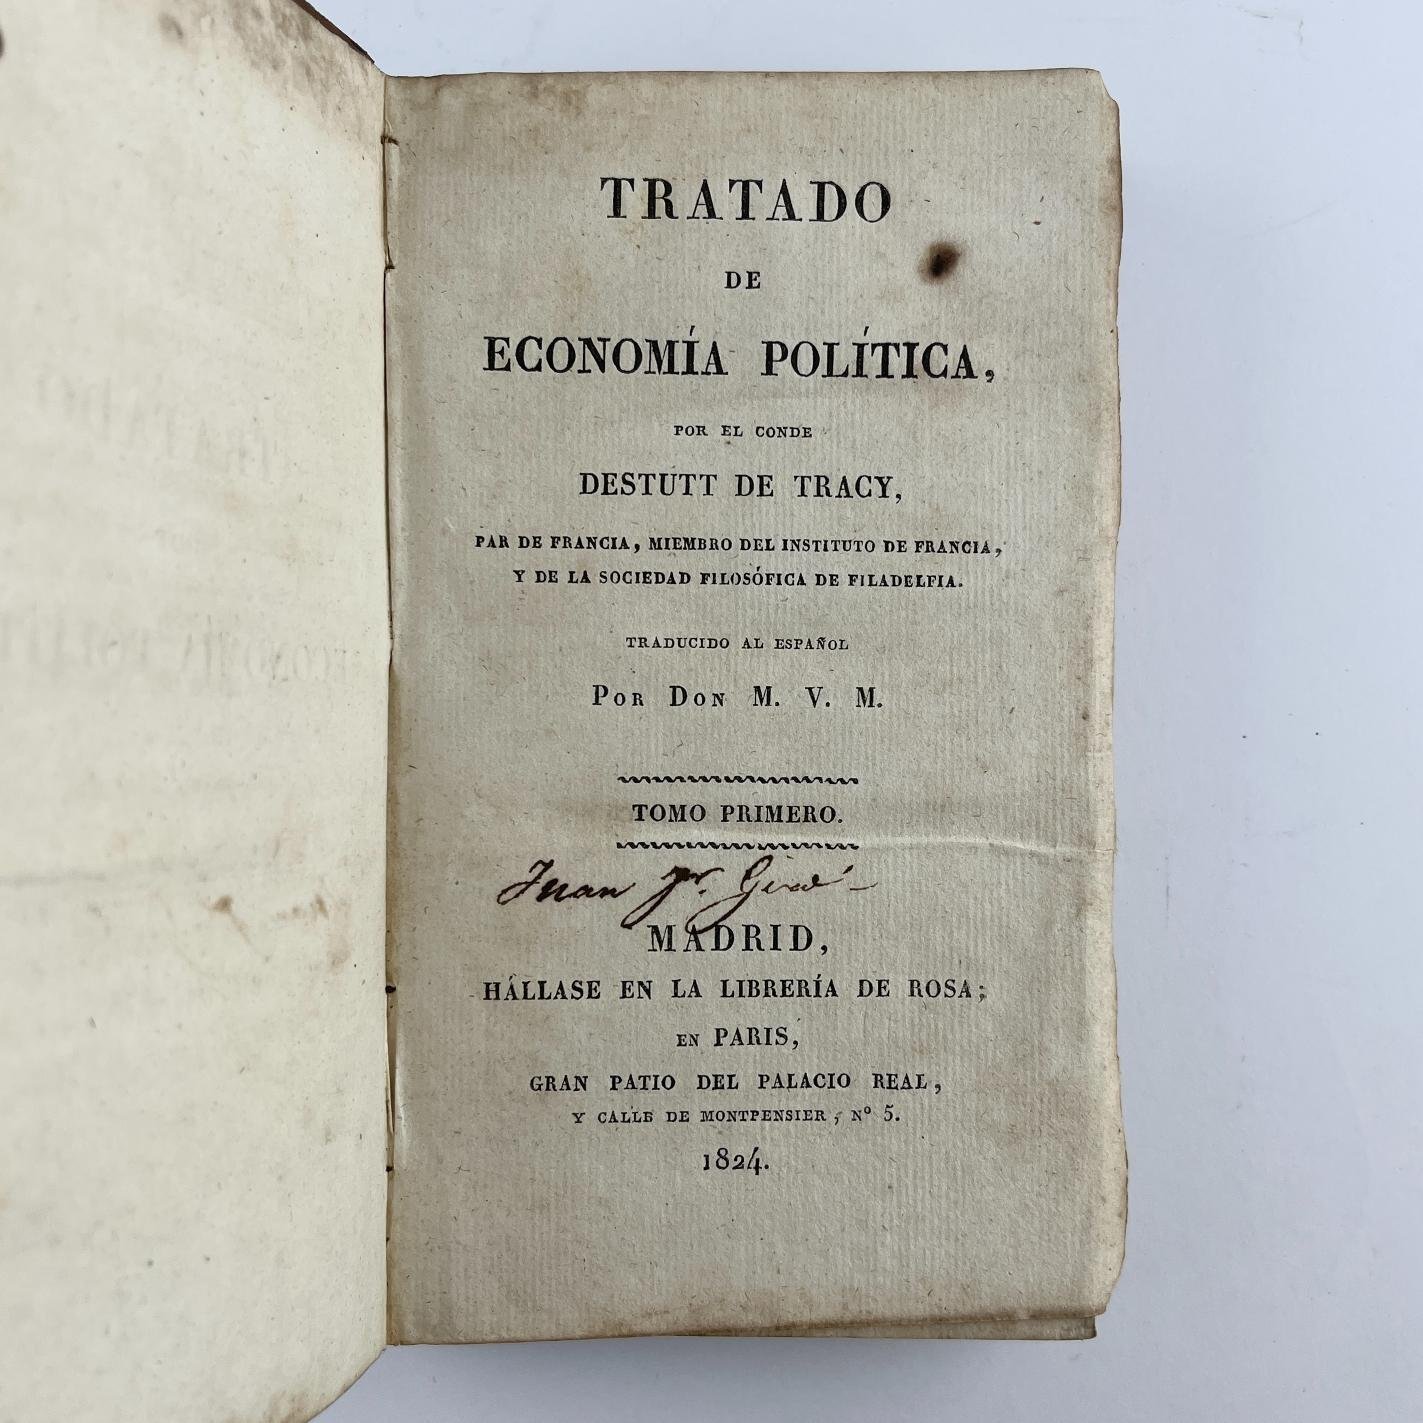 TRATADO
DE
ECONOMÍA POLÍTICA,
POR EL CONDE
DESTUTT DE TRACY,
PAR DE FRANCIA, MIEMBRO DEL INSTITUTO DE FRANCIA,
Y DE LA SOCIEDAD FILOSÓFICA DE FILADELFIA.
TRADUCIDO AL ESPAÑOL
POR DON M. V. M.
TOMO PRIMERO.
Juan
MADRID,
HÁLLASE EN LA LIBRERÍA DE ROSA;
EN PARIS,
GRAN PATIO DEL PALACIO REAL,
Y CALLE DE MONTPENSIER, Nº 5.
1824.